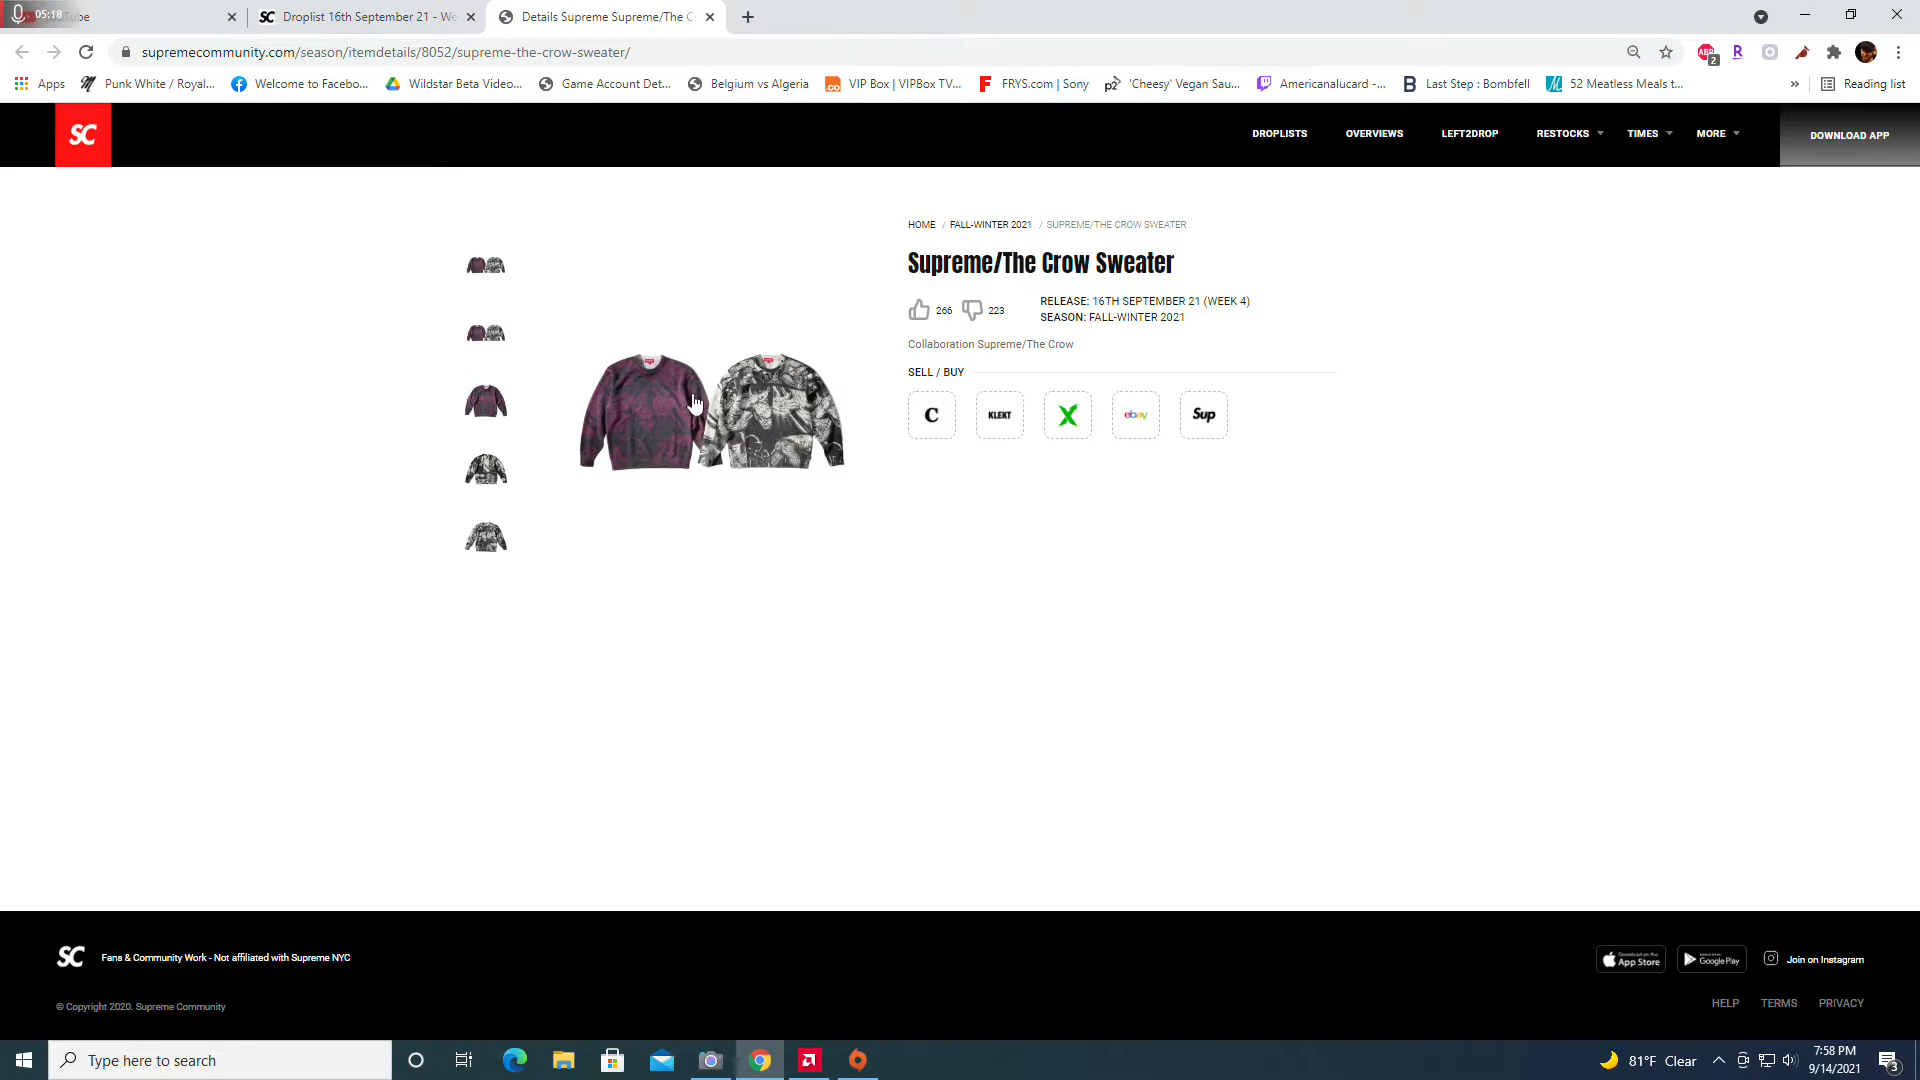 05:18
Droplist 16th September 21 - We
Details Supreme Supreme/The C
supremecommunity.com/season/itemdetails/8052/supreme-the-crow-sweater/
ABP
2
R
Apps
Punk White / Royal...
Welcome to Facebo...
Wildstar Beta Video...
Game Account Det...
Belgium vs Algeria
VIP Box | VIPBox TV...
FRYS.com | Sony
'Cheesy' Vegan Sau...
Americanalucard -...
Last Step : Bombfell
52 Meatless Meals t...
»
Reading list
SC
DROPLISTS
OVERVIEWS
LEFT2DROP
RESTOCKS
TIMES
MORE
DOWNLOAD APP
HOME / FALL-WINTER 2021 / SUPREME/THE CROW SWEATER
Supreme/The Crow Sweater
266
223
RELEASE: 16TH SEPTEMBER 21 (WEEK 4)
SEASON: FALL-WINTER 2021
Collaboration Supreme/The Crow
SELL / BUY
C
KLEKT
X
ebay
Sup
SC
Fans & Community Work - Not affiliated with Supreme NYC
Download on the
App Store
Google Play
Join on Instagram
© Copyright 2020. Supreme Community
HELP
TERMS
PRIVACY
Type here to search
81°F Clear
7:58 PM
9/14/2021
3